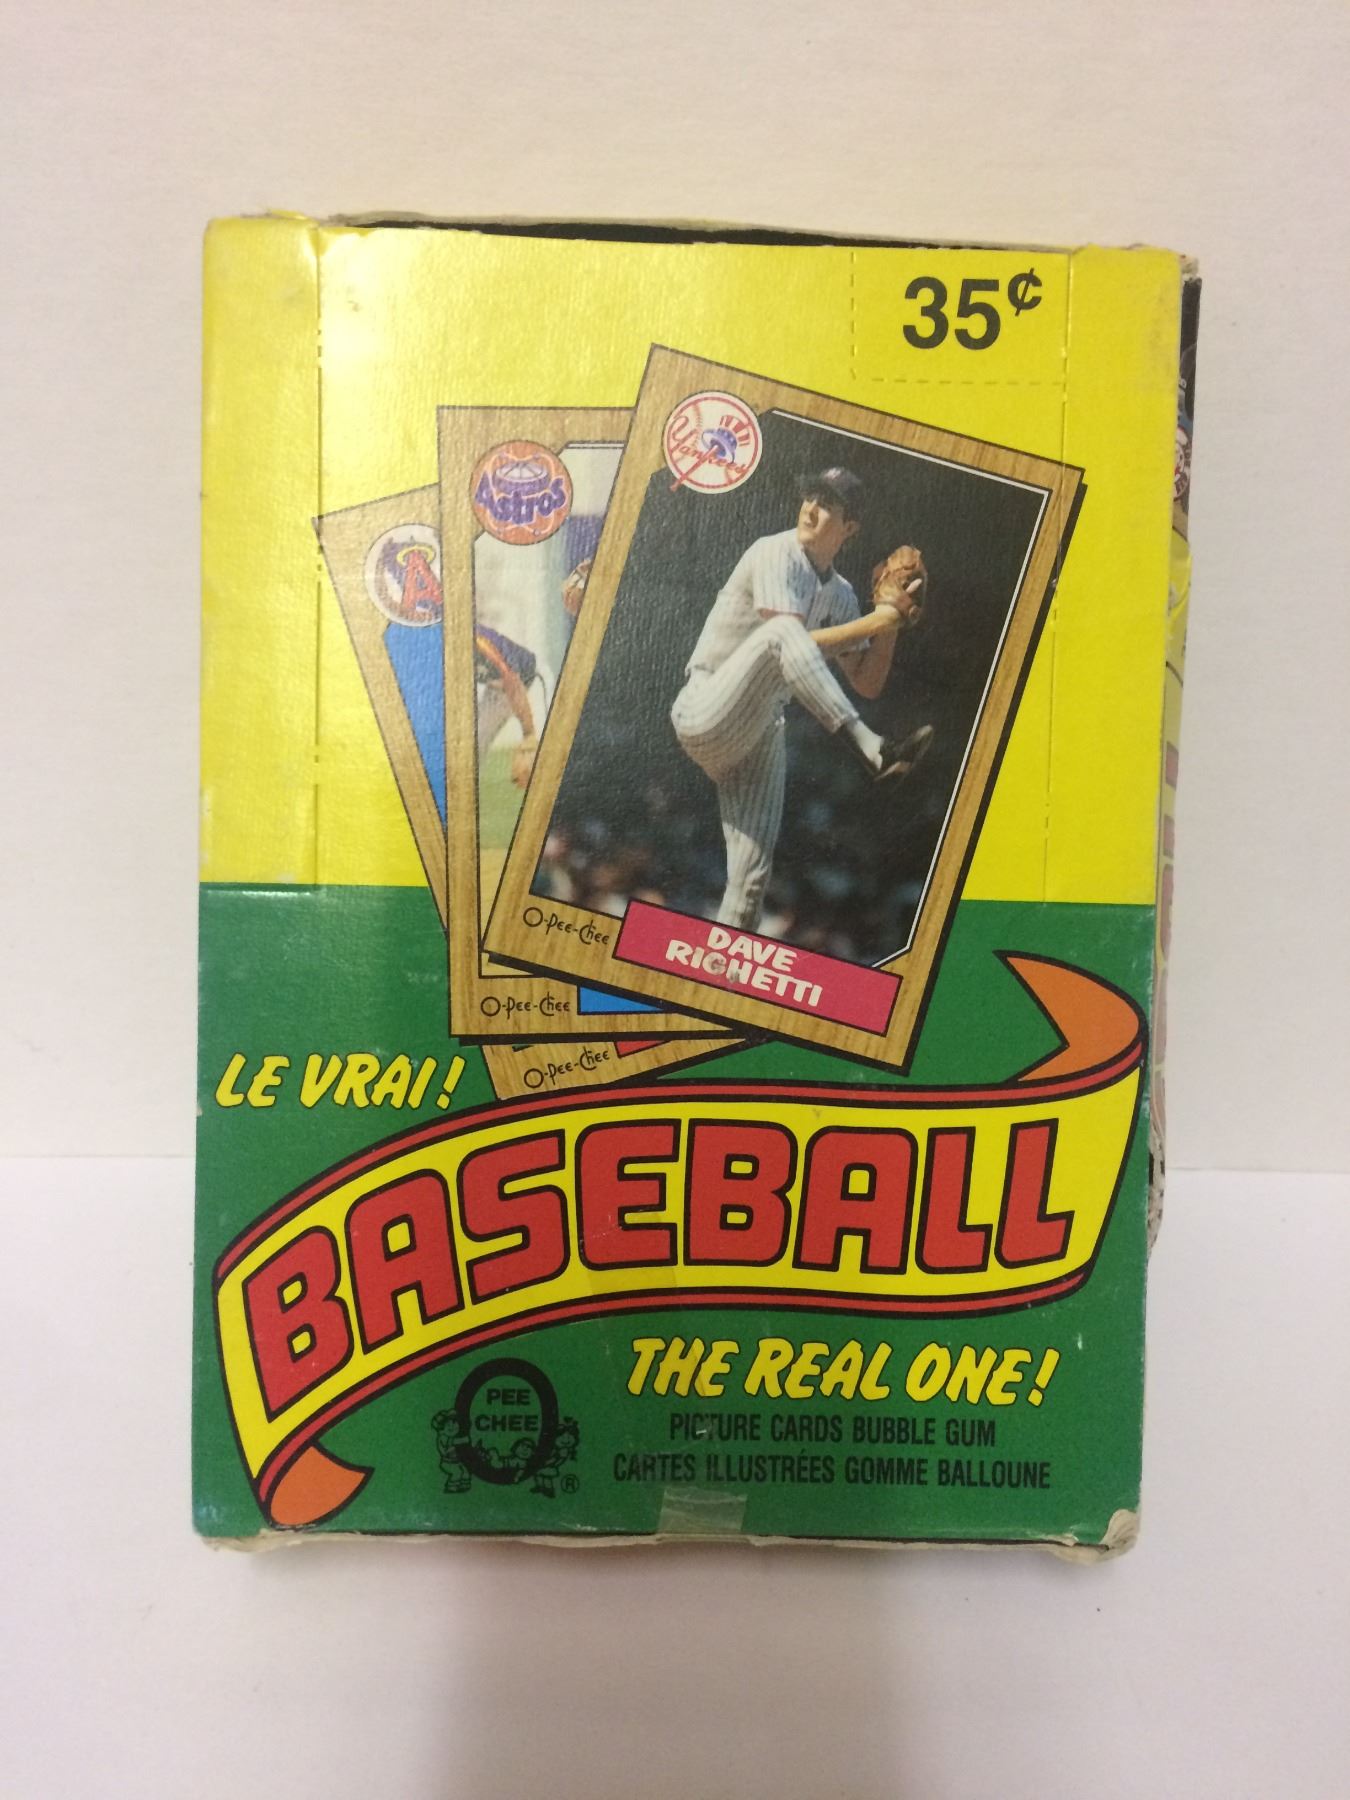 35¢
Yankees
Astros
A
O-Pee-Chee
DAVE
RIGHETTI
O-Pee-Chee
O-Pee-Chee
LE VRAI!
BASEBALL
THE REAL ONE!
PEE
CHEE
®
PICTURE CARDS BUBBLE GUM
CARTES ILLUSTRÉES GOMME BALLOUNE